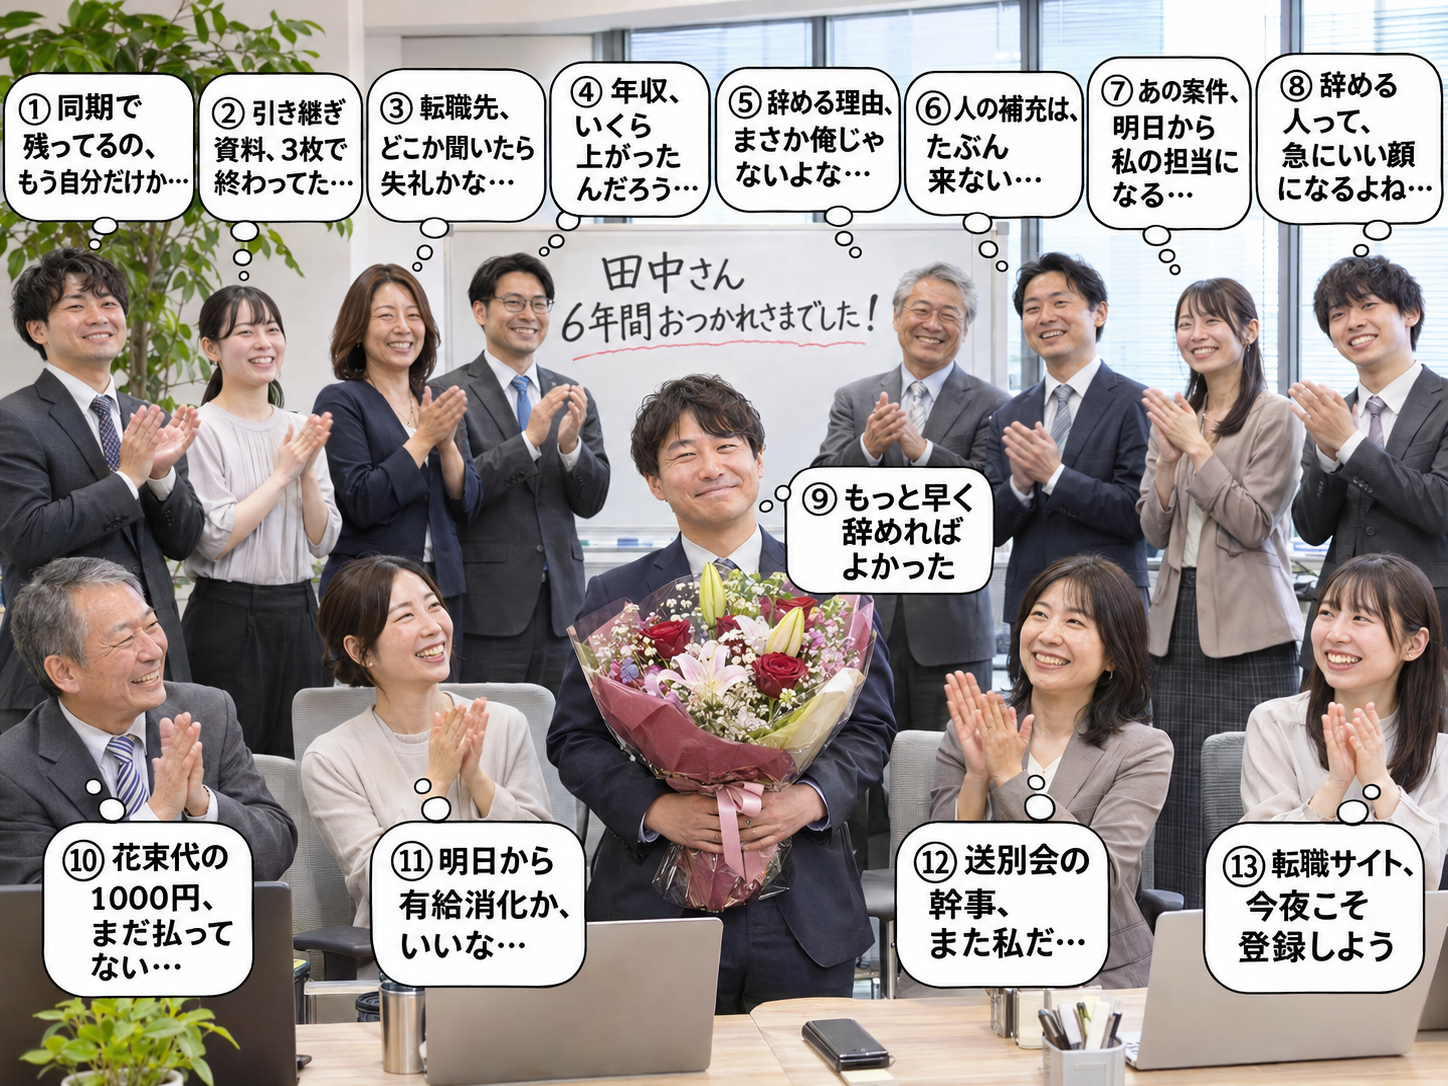 ① 同期で
残ってるの、
もう自分だけか…
② 引き継ぎ
資料、3枚で
終わってた…
③ 転職先、
どこか聞いたら
失礼かな…
④ 年収、
いくら
上がった
んだろう…
⑤ 辞める理由、
まさか俺じゃ
ないよな…
⑥ 人の補充は、
たぶん
来ない…
⑦ あの案件、
明日から
私の担当に
なる…
⑧ 辞める
人って、
急にいい顔
になるよね…
田中さん
6年間おつかれさまでした!
⑨ もっと早く
辞めれば
よかった
⑩ 花束代の
1000円、
まだ払って
ない…
⑪ 明日から
有給消化か、
いいな…
⑫ 送別会の
幹事、
また私だ…
⑬ 転職サイト、
今夜こそ
登録しよう